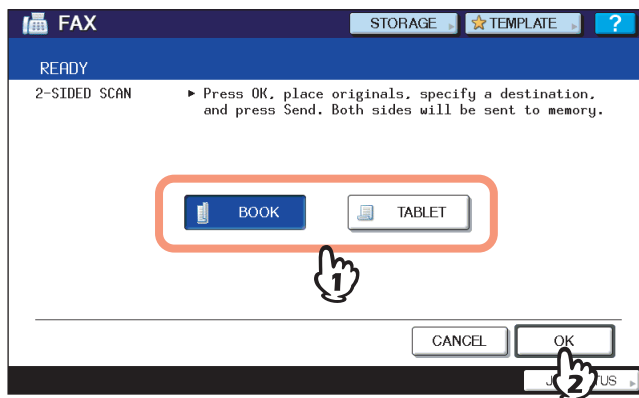 FAX
STORAGE
TEMPLATE
?
READY
2-SIDED SCAN
▶ Press OK, place originals, specify a destination,
and press Send. Both sides will be sent to memory.
BOOK
TABLET
1
CANCEL
OK
2